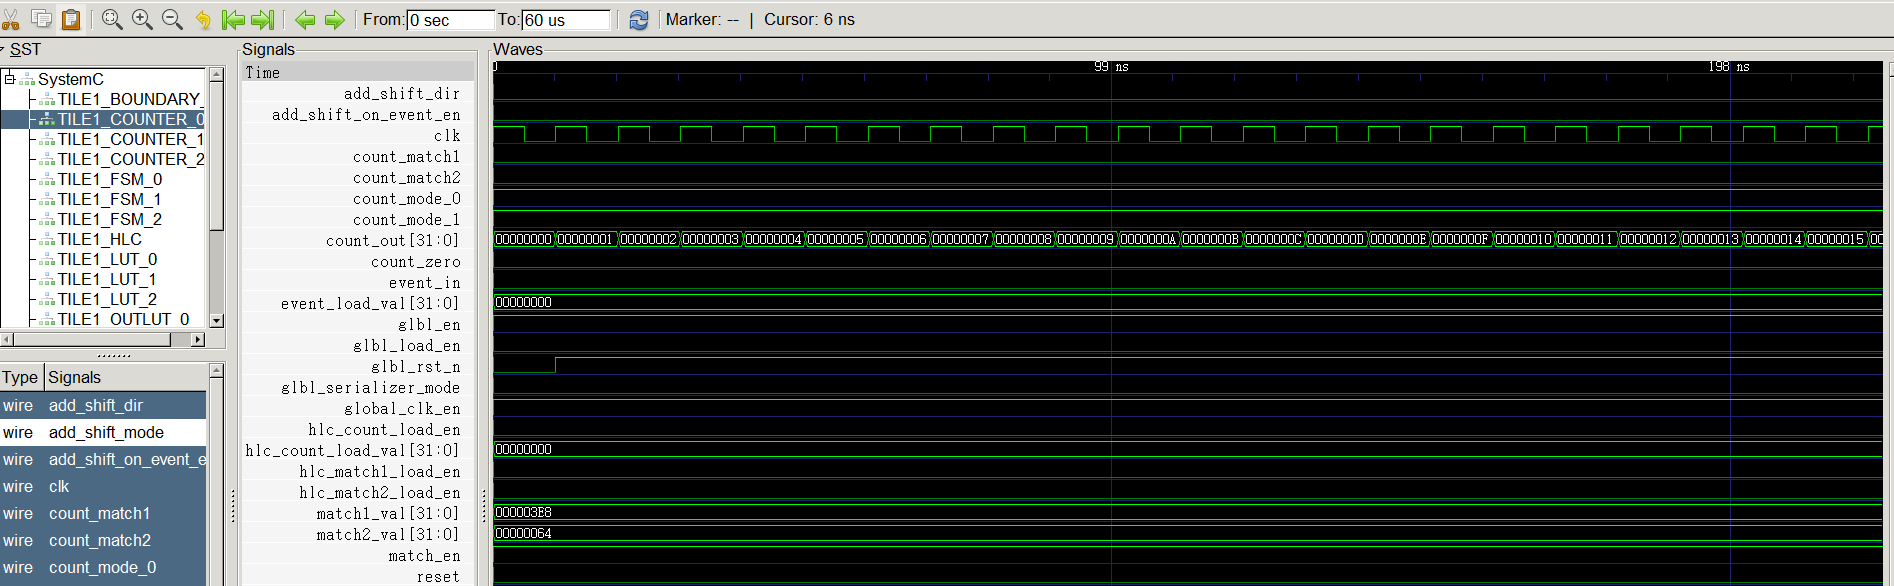 From: 0 sec To: 60 us Marker: -- | Cursor: 6 ns
SST
SystemC
TILE1_BOUNDARY_
TILE1_COUNTER_0
TILE1_COUNTER_1
TILE1_COUNTER_2
TILE1_FSM_0
TILE1_FSM_1
TILE1_FSM_2
TILE1_HLC
TILE1_LUT_0
TILE1_LUT_1
TILE1_LUT_2
TILE1_OUTLUT_0
Type Signals
wire add_shift_dir
wire add_shift_mode
wire add_shift_on_event_e
wire clk
wire count_match1
wire count_match2
wire count_mode_0
Signals
Time
add_shift_dir
add_shift_on_event_en
clk
count_match1
count_match2
count_mode_0
count_mode_1
count_out[31:0]
count_zero
event_in
event_load_val[31:0]
glbl_en
glbl_load_en
glbl_rst_n
glbl_serializer_mode
global_clk_en
hlc_count_load_en
hlc_count_load_val[31:0]
hlc_match1_load_en
hlc_match2_load_en
match1_val[31:0]
match2_val[31:0]
match_en
reset
Waves
0 99 ns 198 ns
00000000 00000001 00000002 00000003 00000004 00000005 00000006 00000007 00000008 00000009 0000000A 0000000B 0000000C 0000000D 0000000E 0000000F 00000010 00000011 00000012 00000013 00000014 00000015 00
00000000
00000000
000003E8
00000064